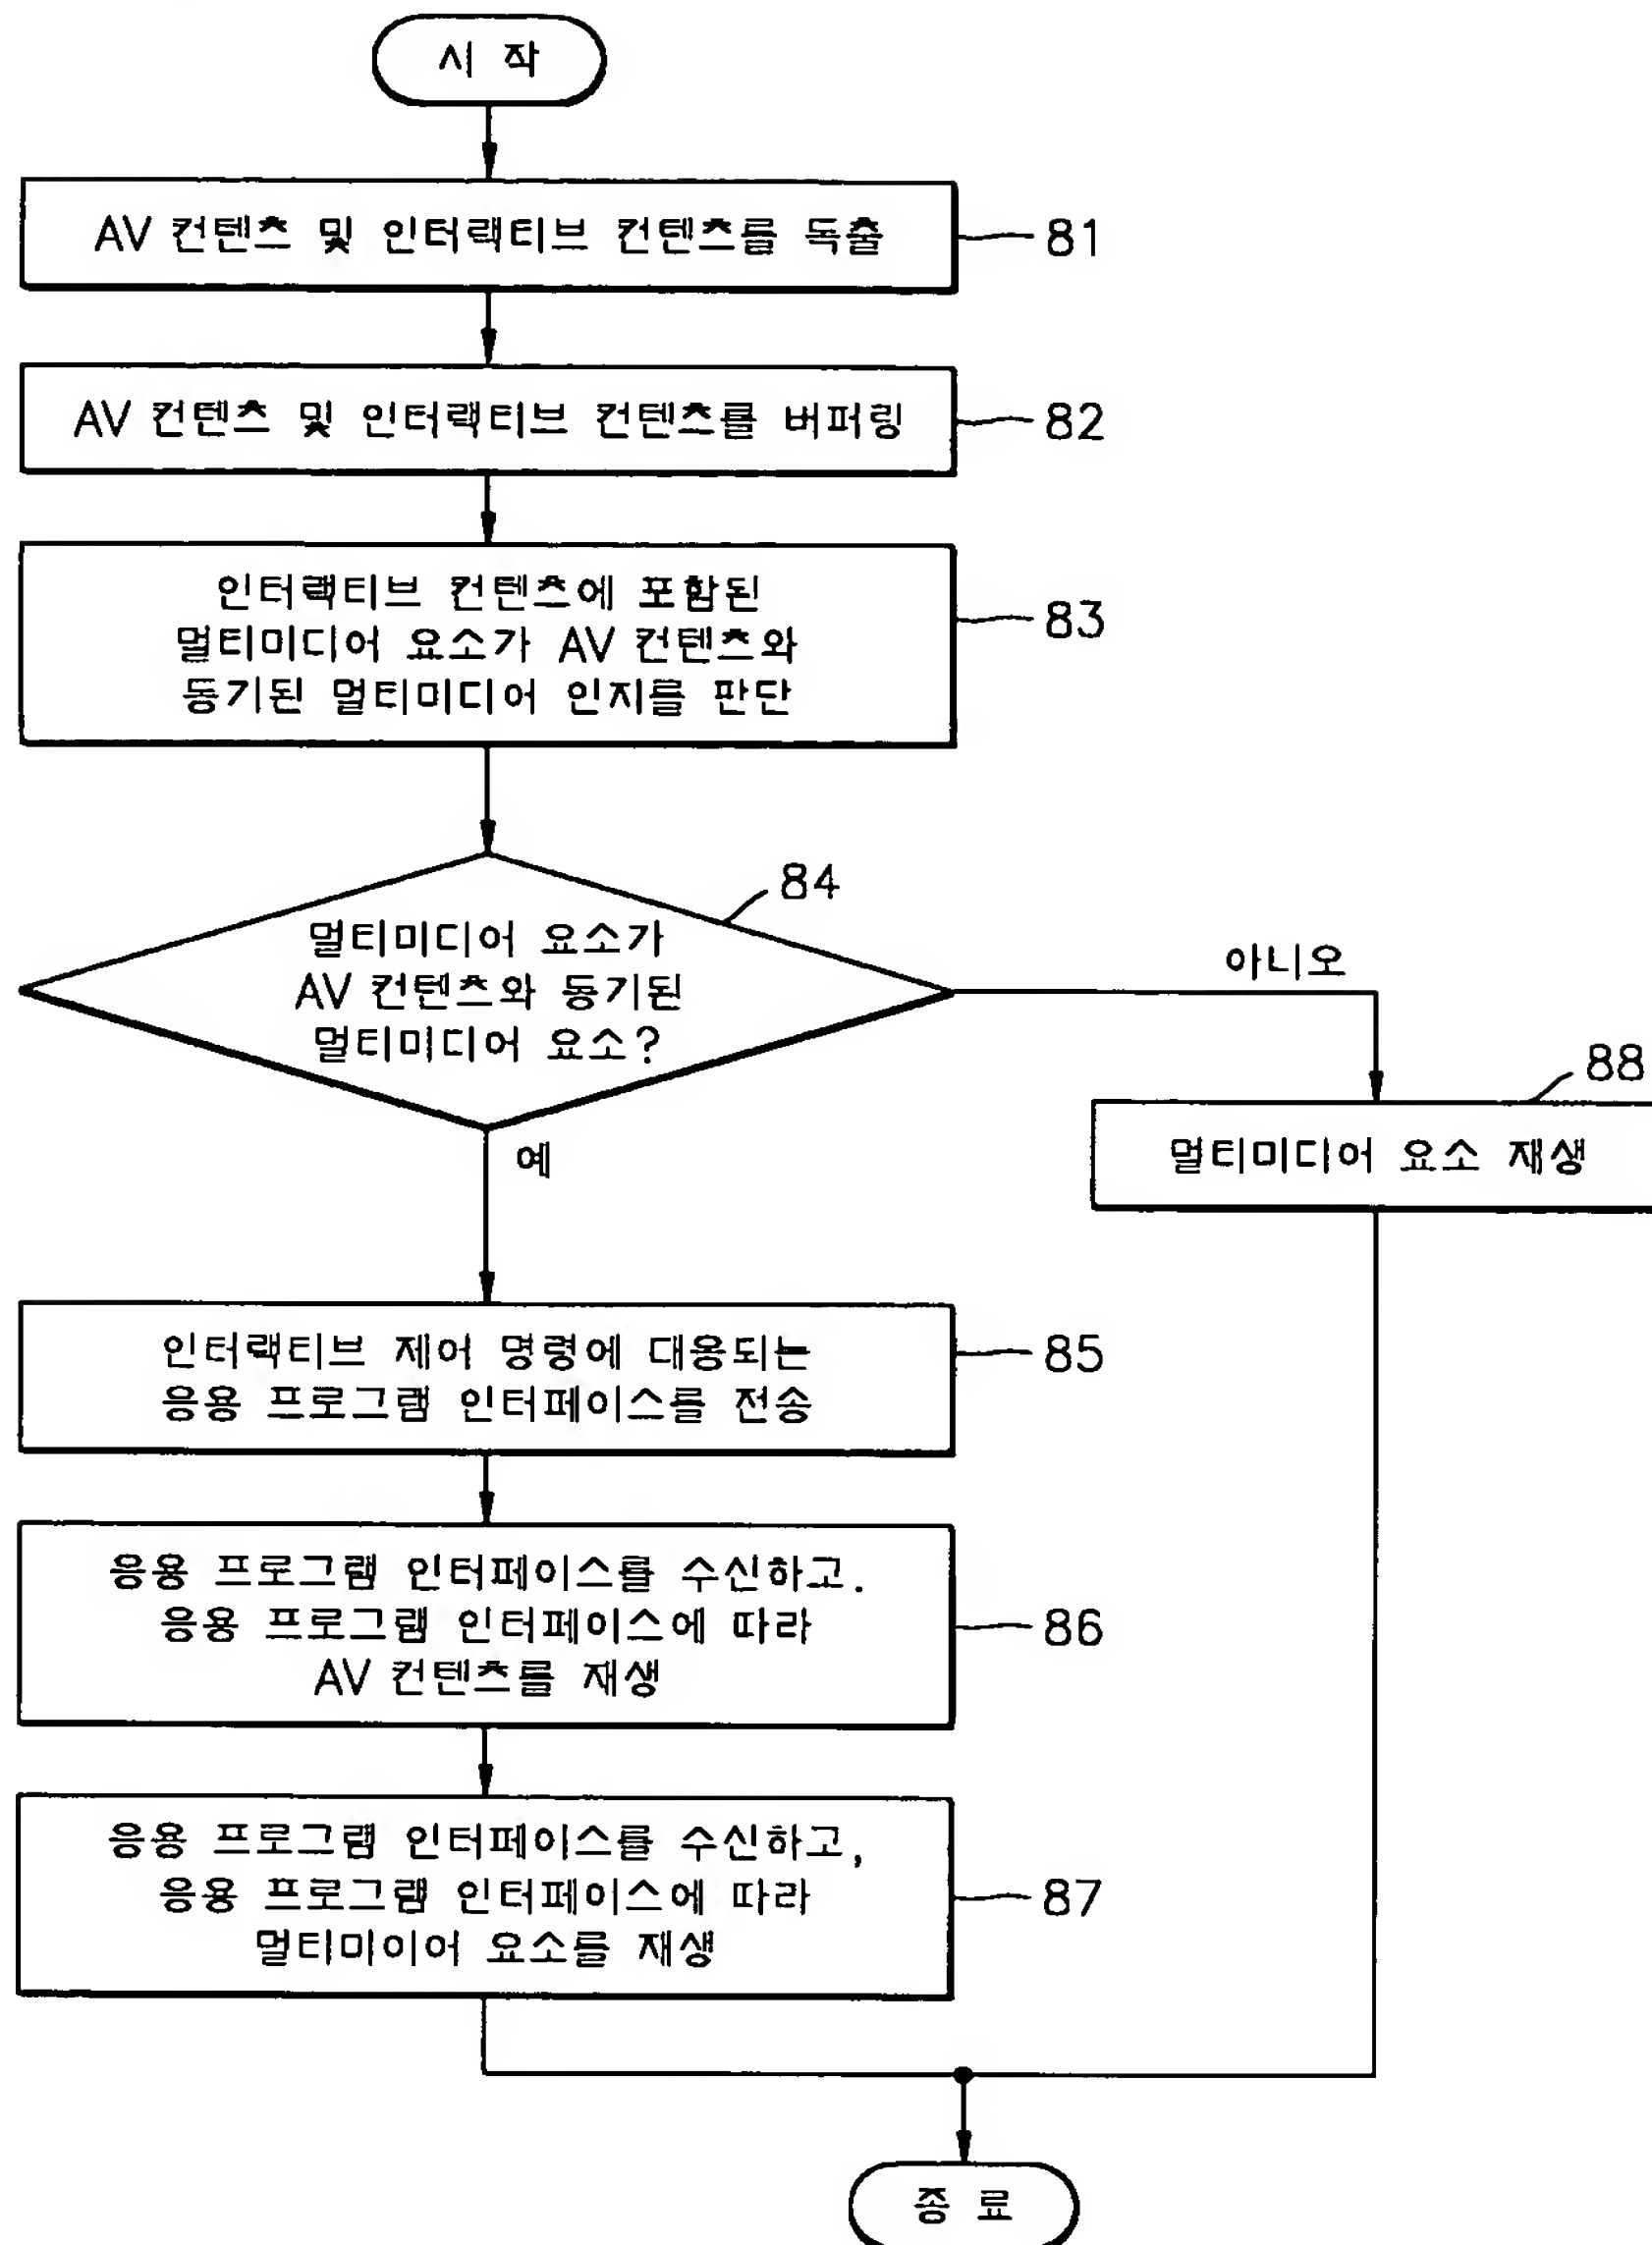 시 작
AV 컨텐츠 및 인터랙티브 컨텐츠를 독출
81
AV 컨텐츠 및 인터랙티브 컨텐츠를 버퍼링
82
인터랙티브 컨텐츠에 포함된
멀티미디어 요소가 AV 컨텐츠와
동기된 멀티미디어 인지를 판단
83
84
멀티미디어 요소가
AV 컨텐츠와 동기된
멀티미디어 요소?
아니오
예
88
멀티미디어 요소 재생
인터랙티브 제어 명령에 대응되는
응용 프로그램 인터페이스를 전송
85
응용 프로그램 인터페이스를 수신하고.
응용 프로그램 인터페이스에 따라
AV 컨텐츠를 재생
86
응용 프로그램 인터페이스를 수신하고,
응용 프로그램 인터페이스에 따라
멀티미이어 요소를 재생
87
종 료